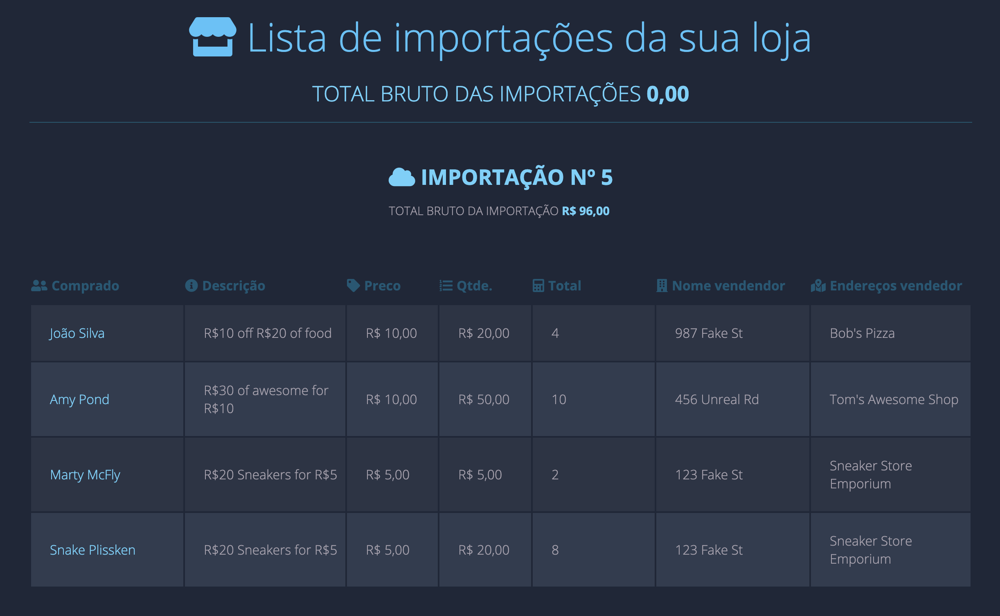 Lista de importações da sua loja
TOTAL BRUTO DAS IMPORTAÇÕES 0,00
IMPORTAÇÃO Nº 5
TOTAL BRUTO DA IMPORTAÇÃO R$ 96,00
Comprado Descrição Preco Qtde. Total Nome vendendor Endereços vendedor
João Silva R$10 off R$20 of food R$ 10,00 R$ 20,00 4 987 Fake St Bob's Pizza
Amy Pond R$30 of awesome for R$ 10,00 R$ 50,00 10 456 Unreal Rd Tom's Awesome Shop
R$10
Marty McFly R$20 Sneakers for R$5 R$ 5,00 R$ 5,00 2 123 Fake St Sneaker Store
Emporium
Snake Plissken R$20 Sneakers for R$5 R$ 5,00 R$ 20,00 8 123 Fake St Sneaker Store
Emporium